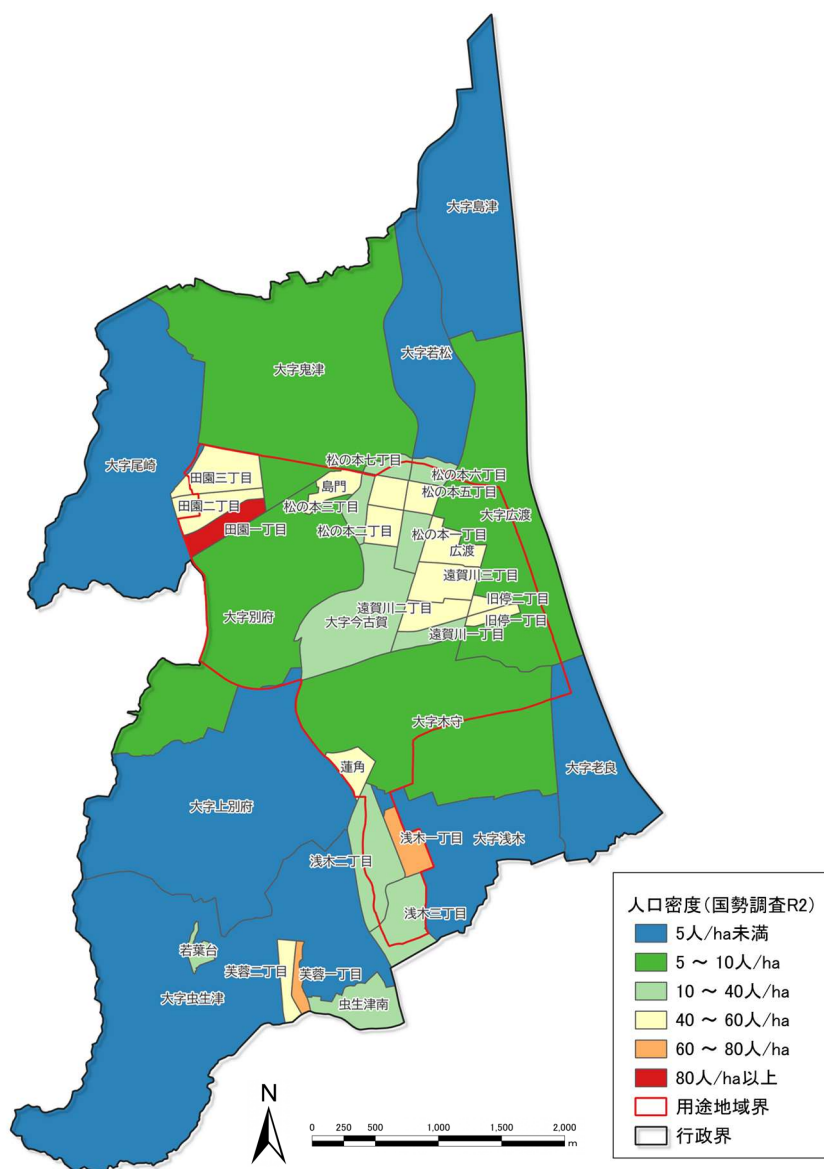 大字島津
大字若松
大字鬼津
大字尾崎
松の本七丁目
松の本六丁目
田園三丁目
島門
松の本五丁目
田園二丁目
松の本三丁目
大字広渡
田園一丁目
松の本二丁目
松の本一丁目
広渡
遠賀川三丁目
旧停二丁目
遠賀川二丁目
大字別府
大字今古賀
旧停一丁目
遠賀川一丁目
大字木守
蓮角
大字老良
大字上別府
浅木一丁目
大字浅木
浅木二丁目
浅木三丁目
若葉台
芙蓉二丁目
芙蓉一丁目
大字虫生津
虫生津南
人口密度(国勢調査R2)
5人/ha未満
5 ～ 10人/ha
10 ～ 40人/ha
40 ～ 60人/ha
60 ～ 80人/ha
80人/ha以上
用途地域界
行政界
N
0 250 500 1,000 1,500 2,000
m